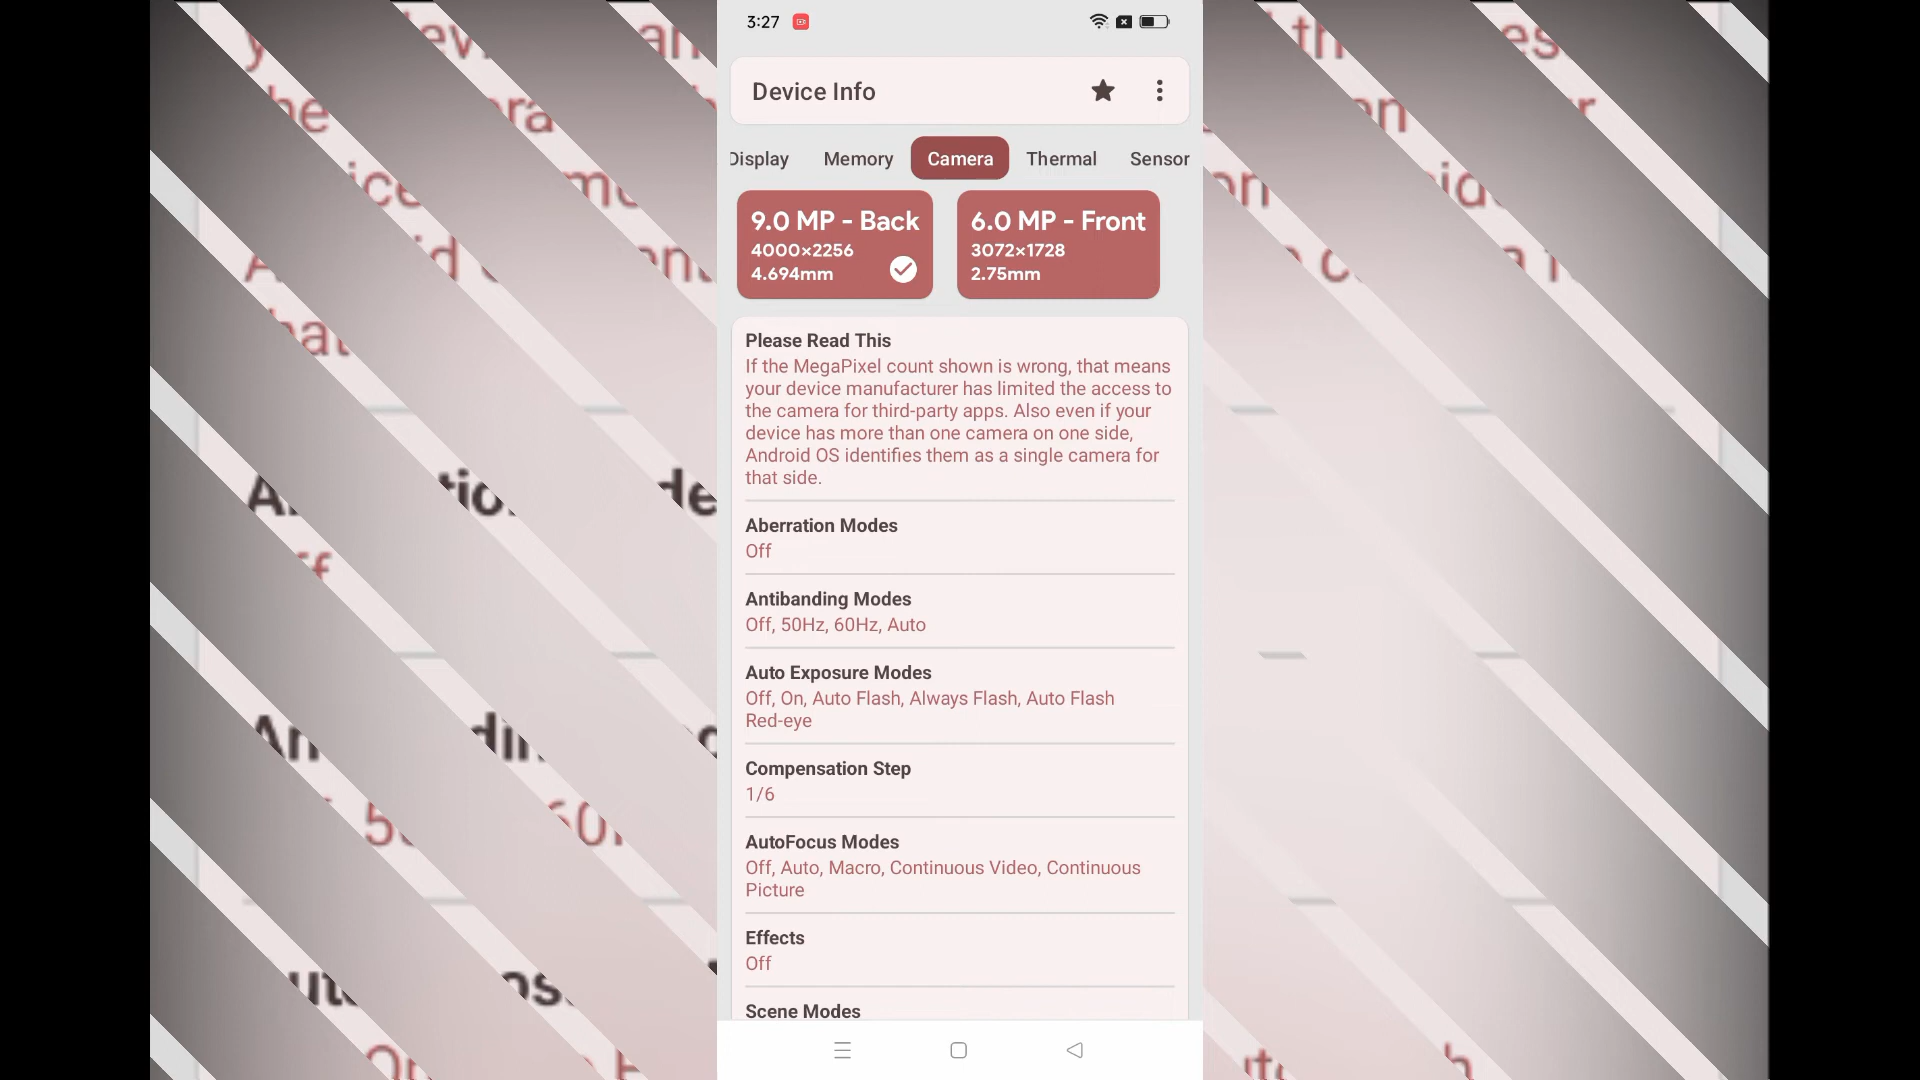 3:27
Device Info
Display Memory Camera Thermal Sensor
9.0 MP - Back
4000×2256
4.694mm
6.0 MP - Front
3072×1728
2.75mm
Please Read This
If the MegaPixel count shown is wrong, that means
your device manufacturer has limited the access to
the camera for third-party apps. Also even if your
device has more than one camera on one side,
Android OS identifies them as a single camera for
that side.
Aberration Modes
Off
Antibanding Modes
Off, 50Hz, 60Hz, Auto
Auto Exposure Modes
Off, On, Auto Flash, Always Flash, Auto Flash
Red-eye
Compensation Step
1/6
AutoFocus Modes
Off, Auto, Macro, Continuous Video, Continuous
Picture
Effects
Off
Scene Modes